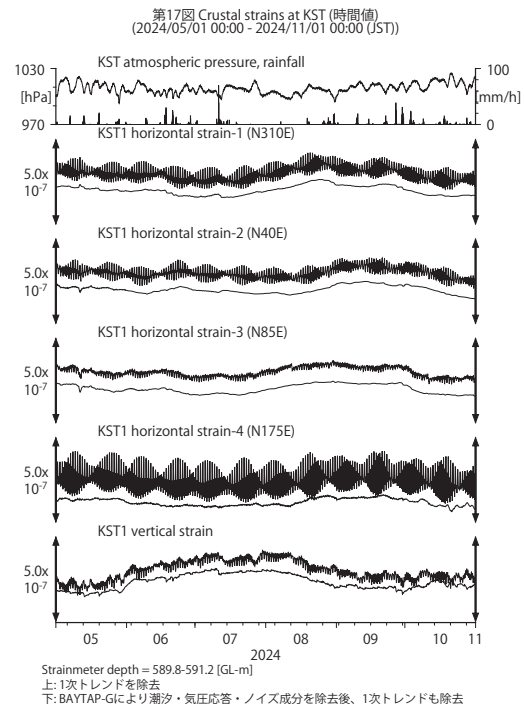 第17図 Crustal strains at KST (時間値)
(2024/05/01 00:00 - 2024/11/01 00:00 (JST))
KST atmospheric pressure, rainfall
1030
[hPa]
970
100
[mm/h]
0
KST1 horizontal strain-1 (N310E)
5.0x
10-7
KST1 horizontal strain-2 (N40E)
5.0x
10-7
KST1 horizontal strain-3 (N85E)
5.0x
10-7
KST1 horizontal strain-4 (N175E)
5.0x
10-7
KST1 vertical strain
5.0x
10-7
05 06 07 08 09 10 11
2024
Strainmeter depth = 589.8-591.2 [GL-m]
上: 1次トレンドを除去
下: BAYTAP-Gにより潮汐・気圧応答・ノイズ成分を除去後、1次トレンドも除去